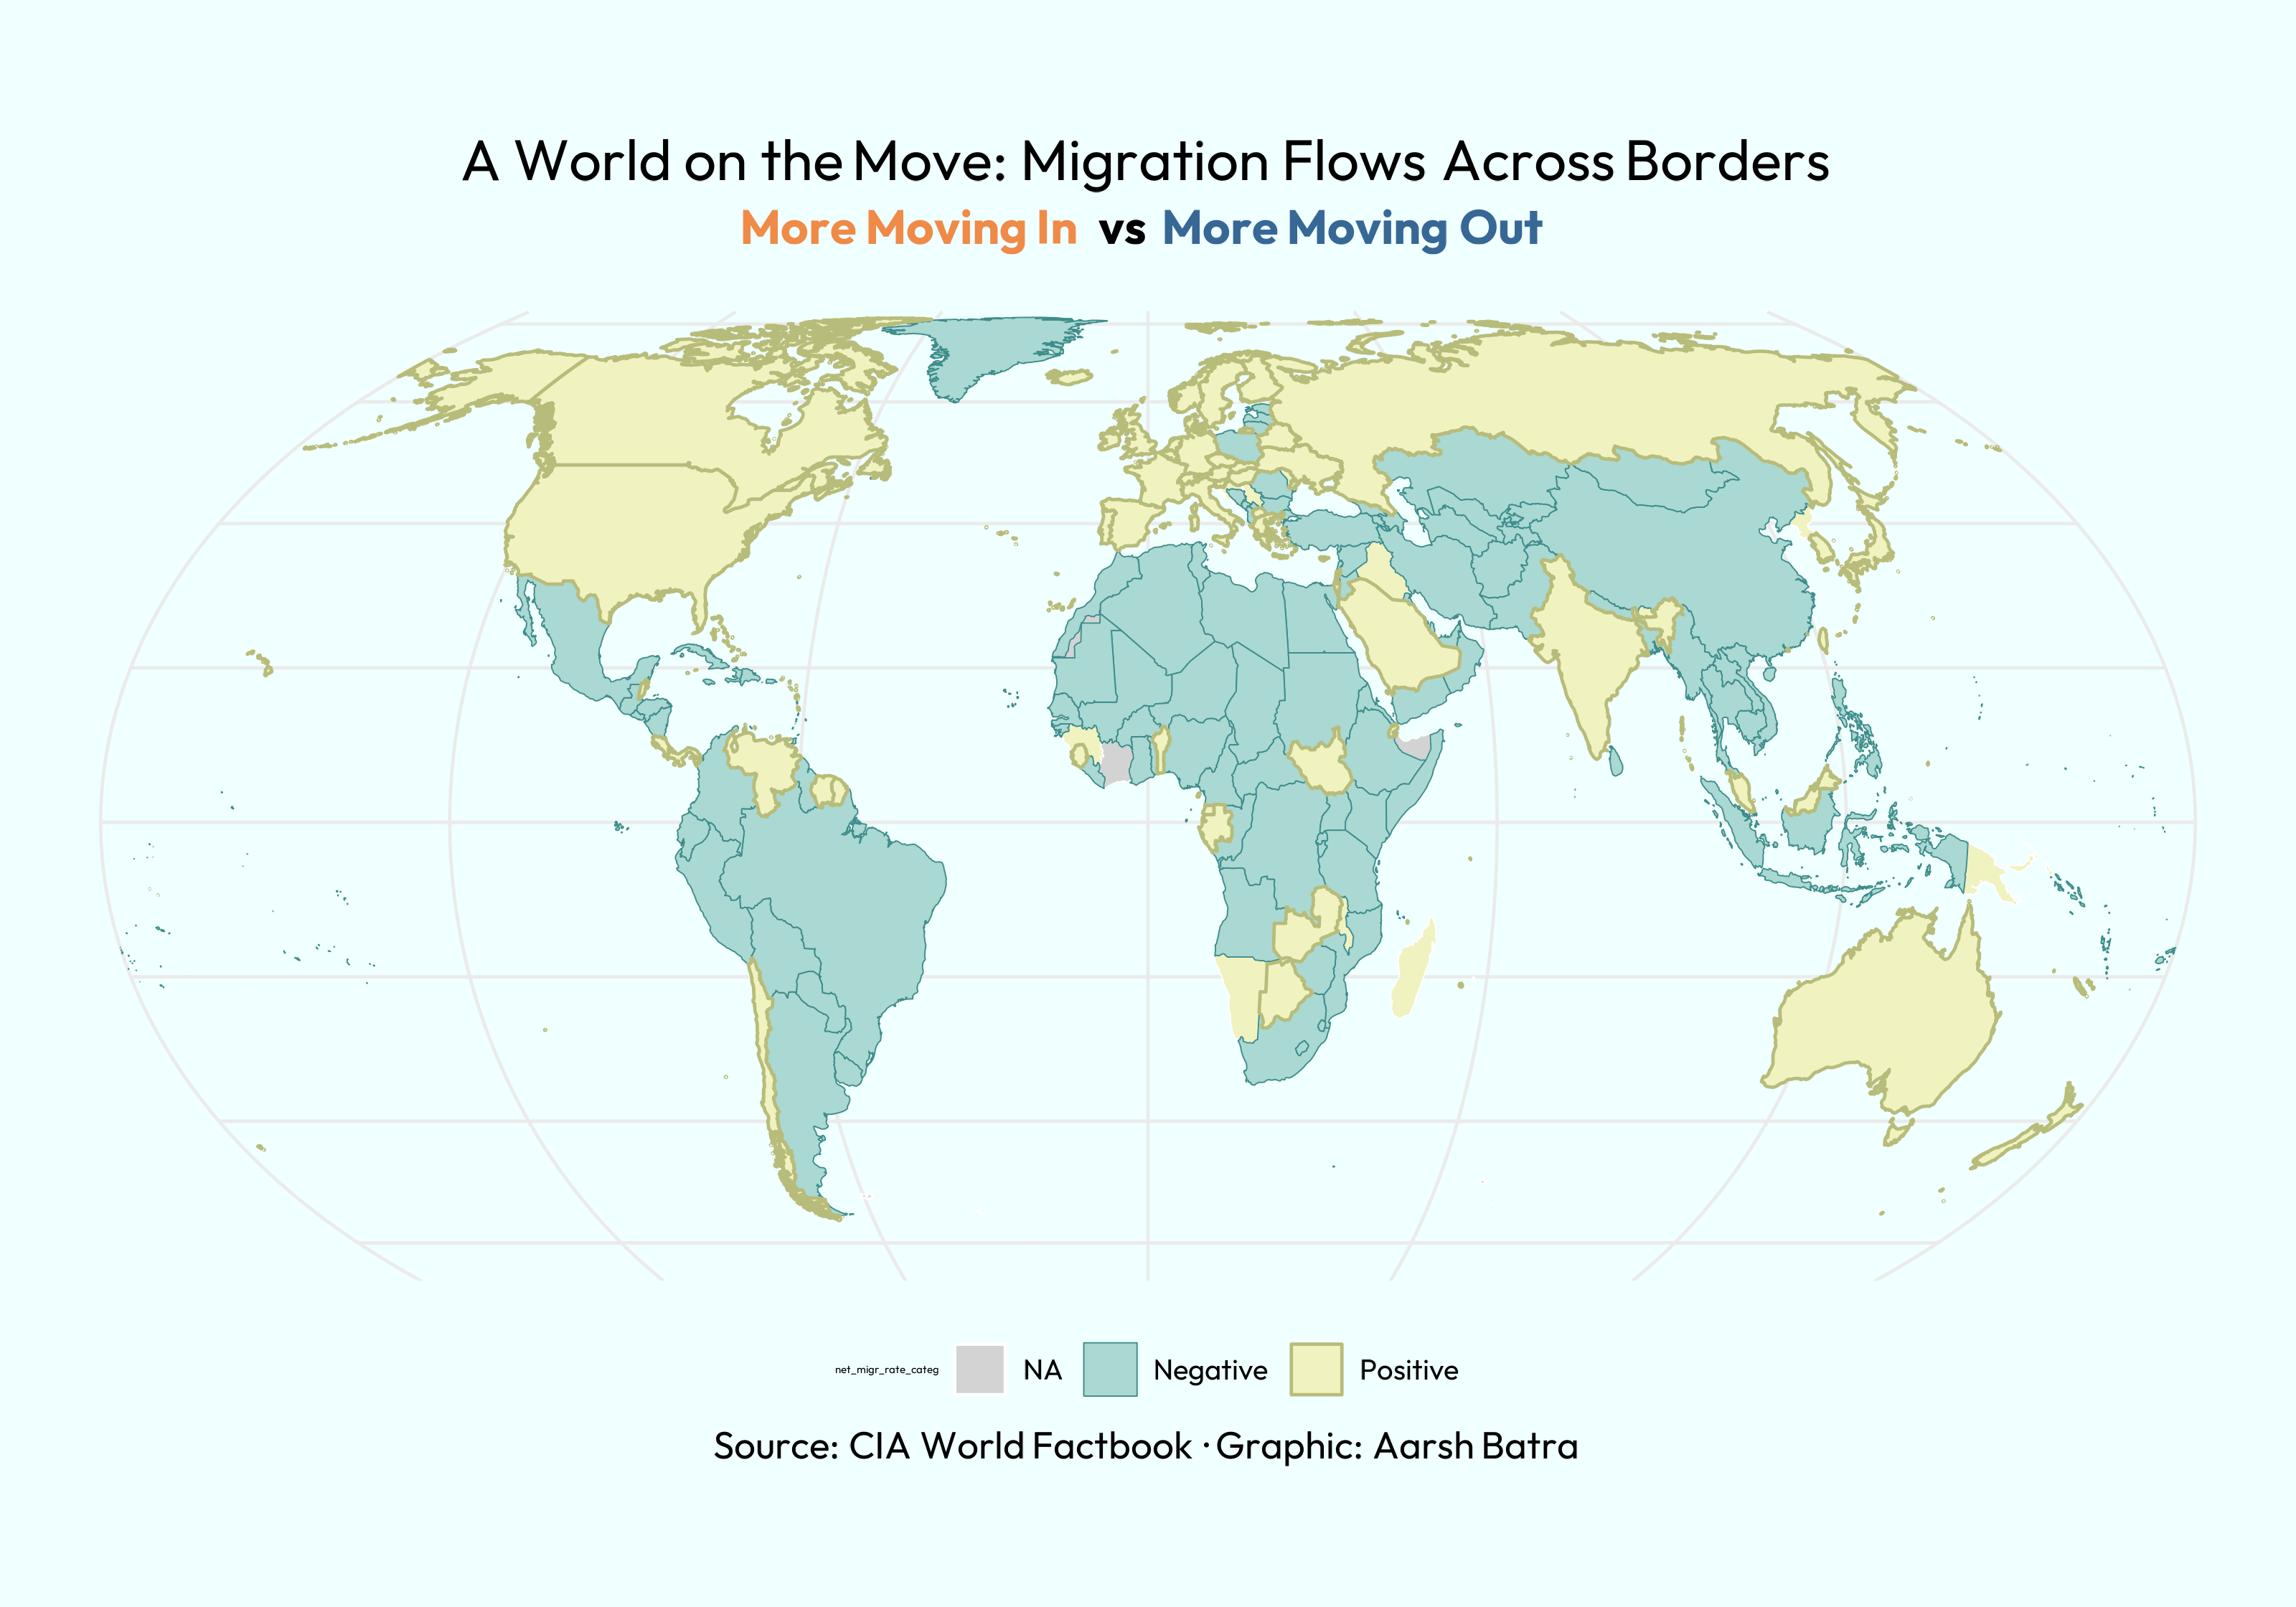 A World on the Move: Migration Flows Across Borders
More Moving In vs More Moving Out
net_migr_rate_categ NA Negative Positive
Source: CIA World Factbook · Graphic: Aarsh Batra